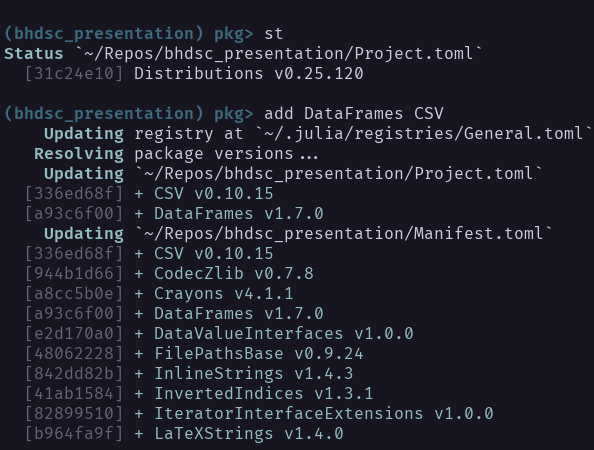 (bhdsc_presentation) pkg> st
Status `~/Repos/bhdsc_presentation/Project.toml`
  [31c24e10] Distributions v0.25.120

(bhdsc_presentation) pkg> add DataFrames CSV
    Updating registry at `~/.julia/registries/General.toml`
   Resolving package versions...
    Updating `~/Repos/bhdsc_presentation/Project.toml`
  [336ed68f] + CSV v0.10.15
  [a93c6f00] + DataFrames v1.7.0
    Updating `~/Repos/bhdsc_presentation/Manifest.toml`
  [336ed68f] + CSV v0.10.15
  [944b1d66] + CodecZlib v0.7.8
  [a8cc5b0e] + Crayons v4.1.1
  [a93c6f00] + DataFrames v1.7.0
  [e2d170a0] + DataValueInterfaces v1.0.0
  [48062228] + FilePathsBase v0.9.24
  [842dd82b] + InlineStrings v1.4.3
  [41ab1584] + InvertedIndices v1.3.1
  [82899510] + IteratorInterfaceExtensions v1.0.0
  [b964fa9f] + LaTeXStrings v1.4.0